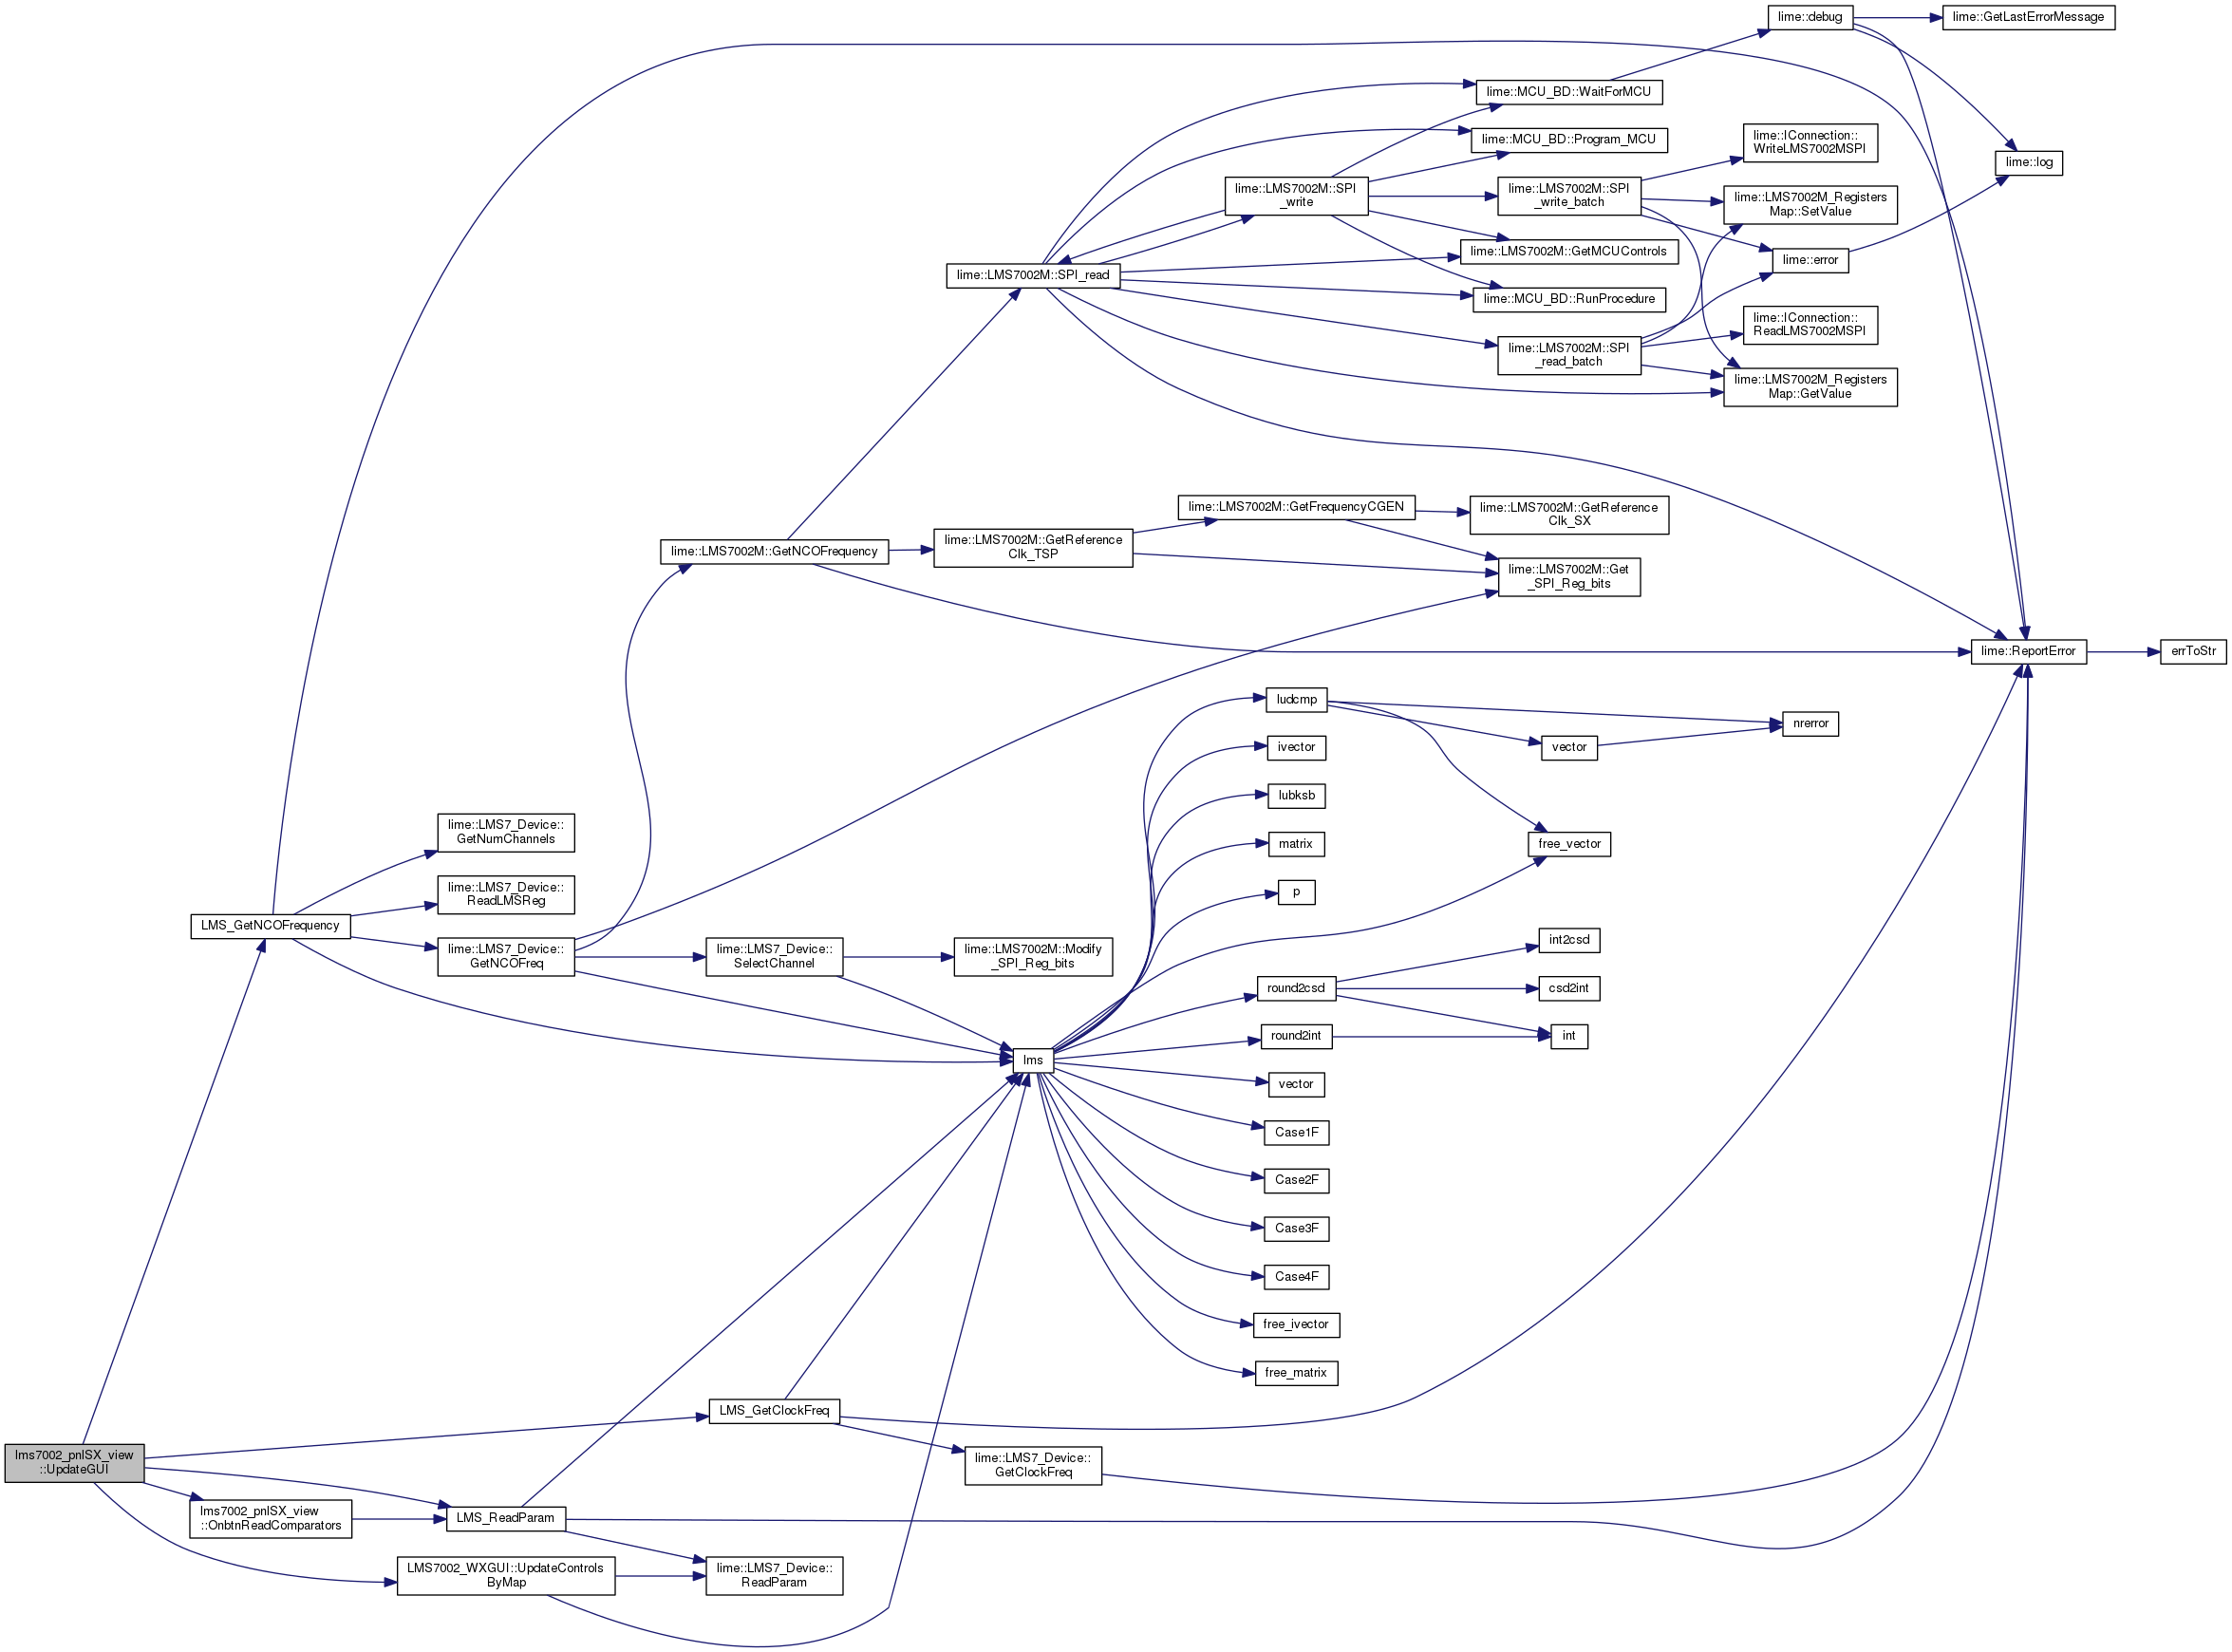 lime::debug
lime::GetLastErrorMessage
lime::MCU_BD::WaitForMCU
lime::MCU_BD::Program_MCU
lime::IConnection::
WriteLMS7002MSPI
lime::log
lime::LMS7002M::SPI
_write
lime::LMS7002M::SPI
_write_batch
lime::LMS7002M_Registers
Map::SetValue
lime::LMS7002M::GetMCUControls
lime::error
lime::LMS7002M::SPI_read
lime::MCU_BD::RunProcedure
lime::IConnection::
ReadLMS7002MSPI
lime::LMS7002M::SPI
_read_batch
lime::LMS7002M_Registers
Map::GetValue
lime::LMS7002M::GetFrequencyCGEN
lime::LMS7002M::GetReference
Clk_SX
lime::LMS7002M::GetNCOFrequency
lime::LMS7002M::GetReference
Clk_TSP
lime::LMS7002M::Get
_SPI_Reg_bits
lime::ReportError
errToStr
ludcmp
nrerror
ivector
vector
lubksb
lime::LMS7_Device::
GetNumChannels
matrix
free_vector
lime::LMS7_Device::
ReadLMSReg
p
LMS_GetNCOFrequency
lime::LMS7_Device::
GetNCOFreq
lime::LMS7_Device::
SelectChannel
lime::LMS7002M::Modify
_SPI_Reg_bits
int2csd
round2csd
csd2int
round2int
int
lms
vector
Case1F
Case2F
Case3F
Case4F
free_ivector
free_matrix
LMS_GetClockFreq
lms7002_pnlSX_view
::UpdateGUI
lime::LMS7_Device::
GetClockFreq
lms7002_pnlSX_view
::OnbtnReadComparators
LMS_ReadParam
LMS7002_WXGUI::UpdateControls
ByMap
lime::LMS7_Device::
ReadParam